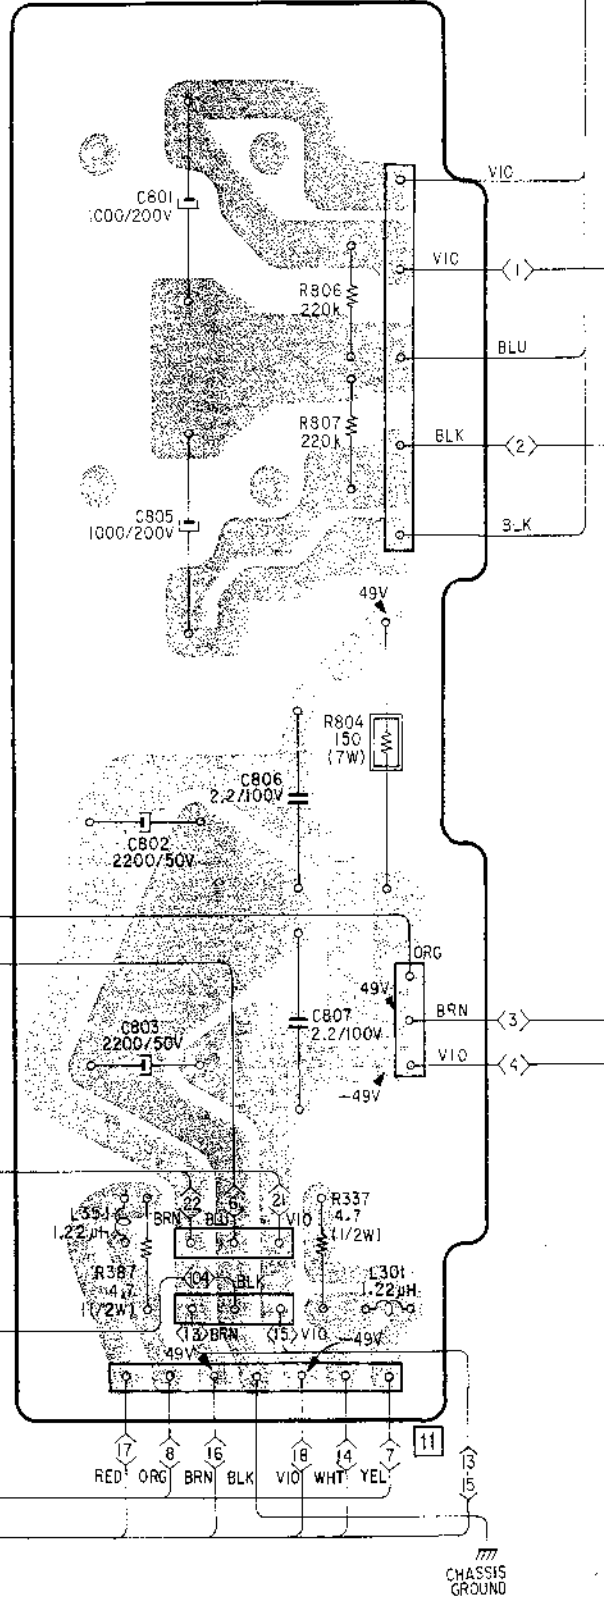 VIO
C801
1000/200V
VIO
1
R806
220k
BLU
R807
220k
BLK
2
C805
1000/200V
BLK
49V
R804
150
(7W)
C806
2.2/100V
C802
2200/50V
ORG
49V
BRN
3
C807
2.2/100V
C803
2200/50V
VIO
4
-49V
22
6
21
R337
4.7
(1/2W)
L351
1.22µH
BRN
BLU
VIO
R387
4.7
(1/2W)
104
BLK
L301
1.22µH
13
BRN
15
VIO
-49V
49V
11
17
8
16
18
14
7
13
15
RED
ORG
BRN
BLK
VIO
WHT
YEL
CHASSIS
GROUND